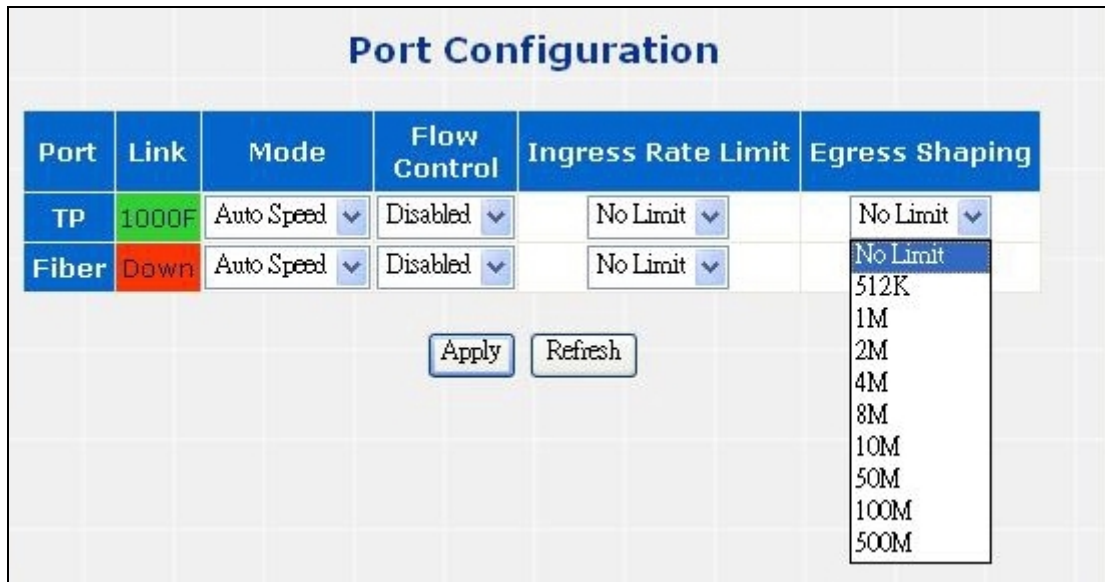 Port Configuration
Port Link Mode Flow Control Ingress Rate Limit Egress Shaping
TP 1000F Auto Speed Disabled No Limit No Limit
Fiber Down Auto Speed Disabled No Limit
No Limit
512K
1M
2M
4M
8M
10M
50M
100M
500M
Apply Refresh